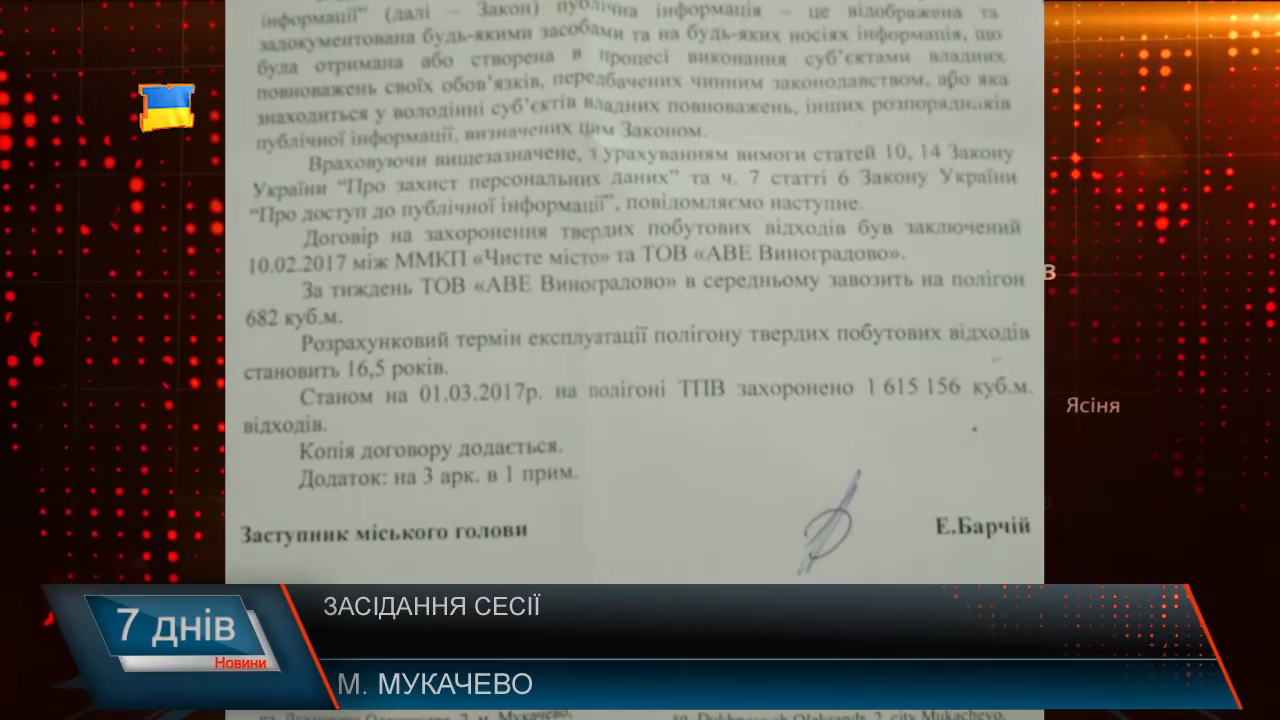 інформації” (далі – Закон) публічна інформація – це відображена та
задокументована будь-якими засобами та на будь-яких носіях інформація, що
була отримана або створена в процесі виконання суб’єктами владних
повноважень своїх обов’язків, передбачених чинним законодавством, або яка
знаходиться у володінні суб’єктів владних повноважень, інших розпорядників
публічної інформації, визначених цим Законом.
Враховуючи вищезазначене, з урахуванням вимоги статей 10, 14 Закону
України “Про захист персональних даних” та ч. 7 статті 6 Закону України
“Про доступ до публічної інформації”, повідомляємо наступне.
Договір на захоронення твердих побутових відходів був заключений
10.02.2017 між ММКП «Чисте місто» та ТОВ «АВЕ Виноградово».
За тиждень ТОВ «АВЕ Виноградово» в середньому завозить на полігон
682 куб.м.
Розрахунковий термін експлуатації полігону твердих побутових відходів
становить 16,5 років.
Станом на 01.03.2017р. на полігоні ТПВ захоронено 1 615 156 куб.м.
відходів.
Копія договору додається.
Додаток: на 3 арк. в 1 прим.
Заступник міського голови Е.Барчій
в
Ясіня
7 днів
Новини
ЗАСІДАННЯ СЕСІЇ
М. МУКАЧЕВО